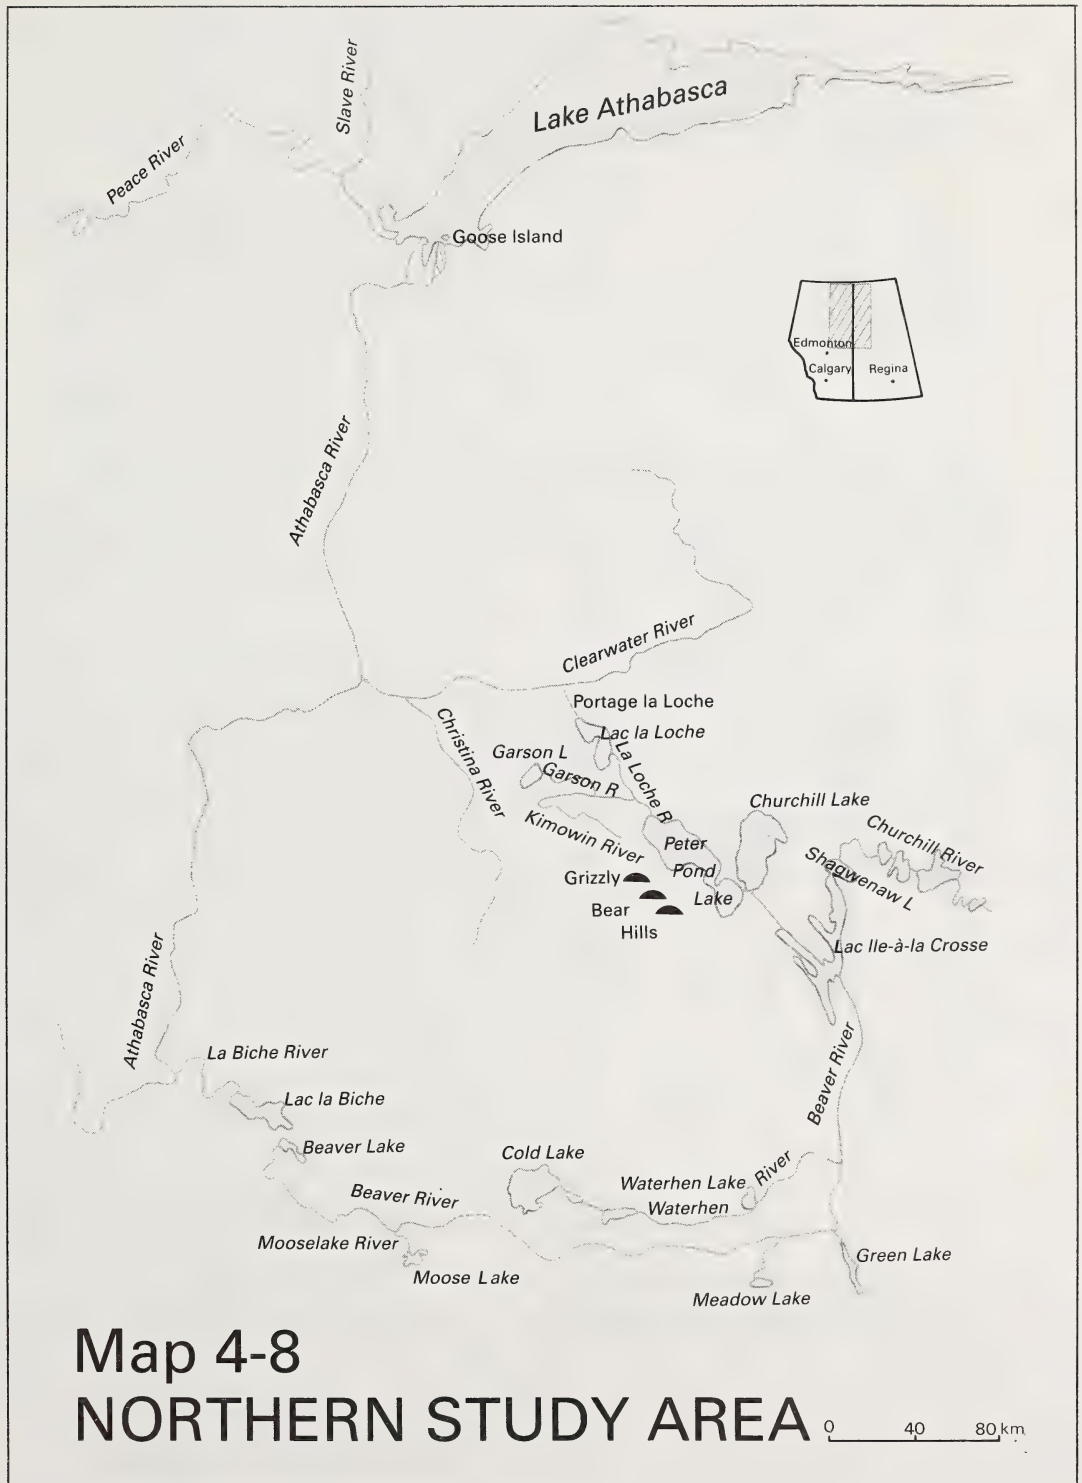 Slave River
Lake Athabasca
Peace River
Goose Island
Edmonton
Calgary
Regina
Athabasca River
Clearwater River
Portage la Loche
Lac la Loche
Christina River
Garson L
La Loche R
Garson R
Churchill Lake
Kimowin River
Peter
Pond
Lake
Churchill River
Shagwenaw L
Grizzly
Bear
Hills
Lac Ile-à-la Crosse
Athabasca River
Beaver River
La Biche River
Lac la Biche
Beaver Lake
Cold Lake
Waterhen Lake
Waterhen River
Beaver River
Mooselake River
Moose Lake
Green Lake
Meadow Lake
Map 4-8
NORTHERN STUDY AREA
0 40 80 km